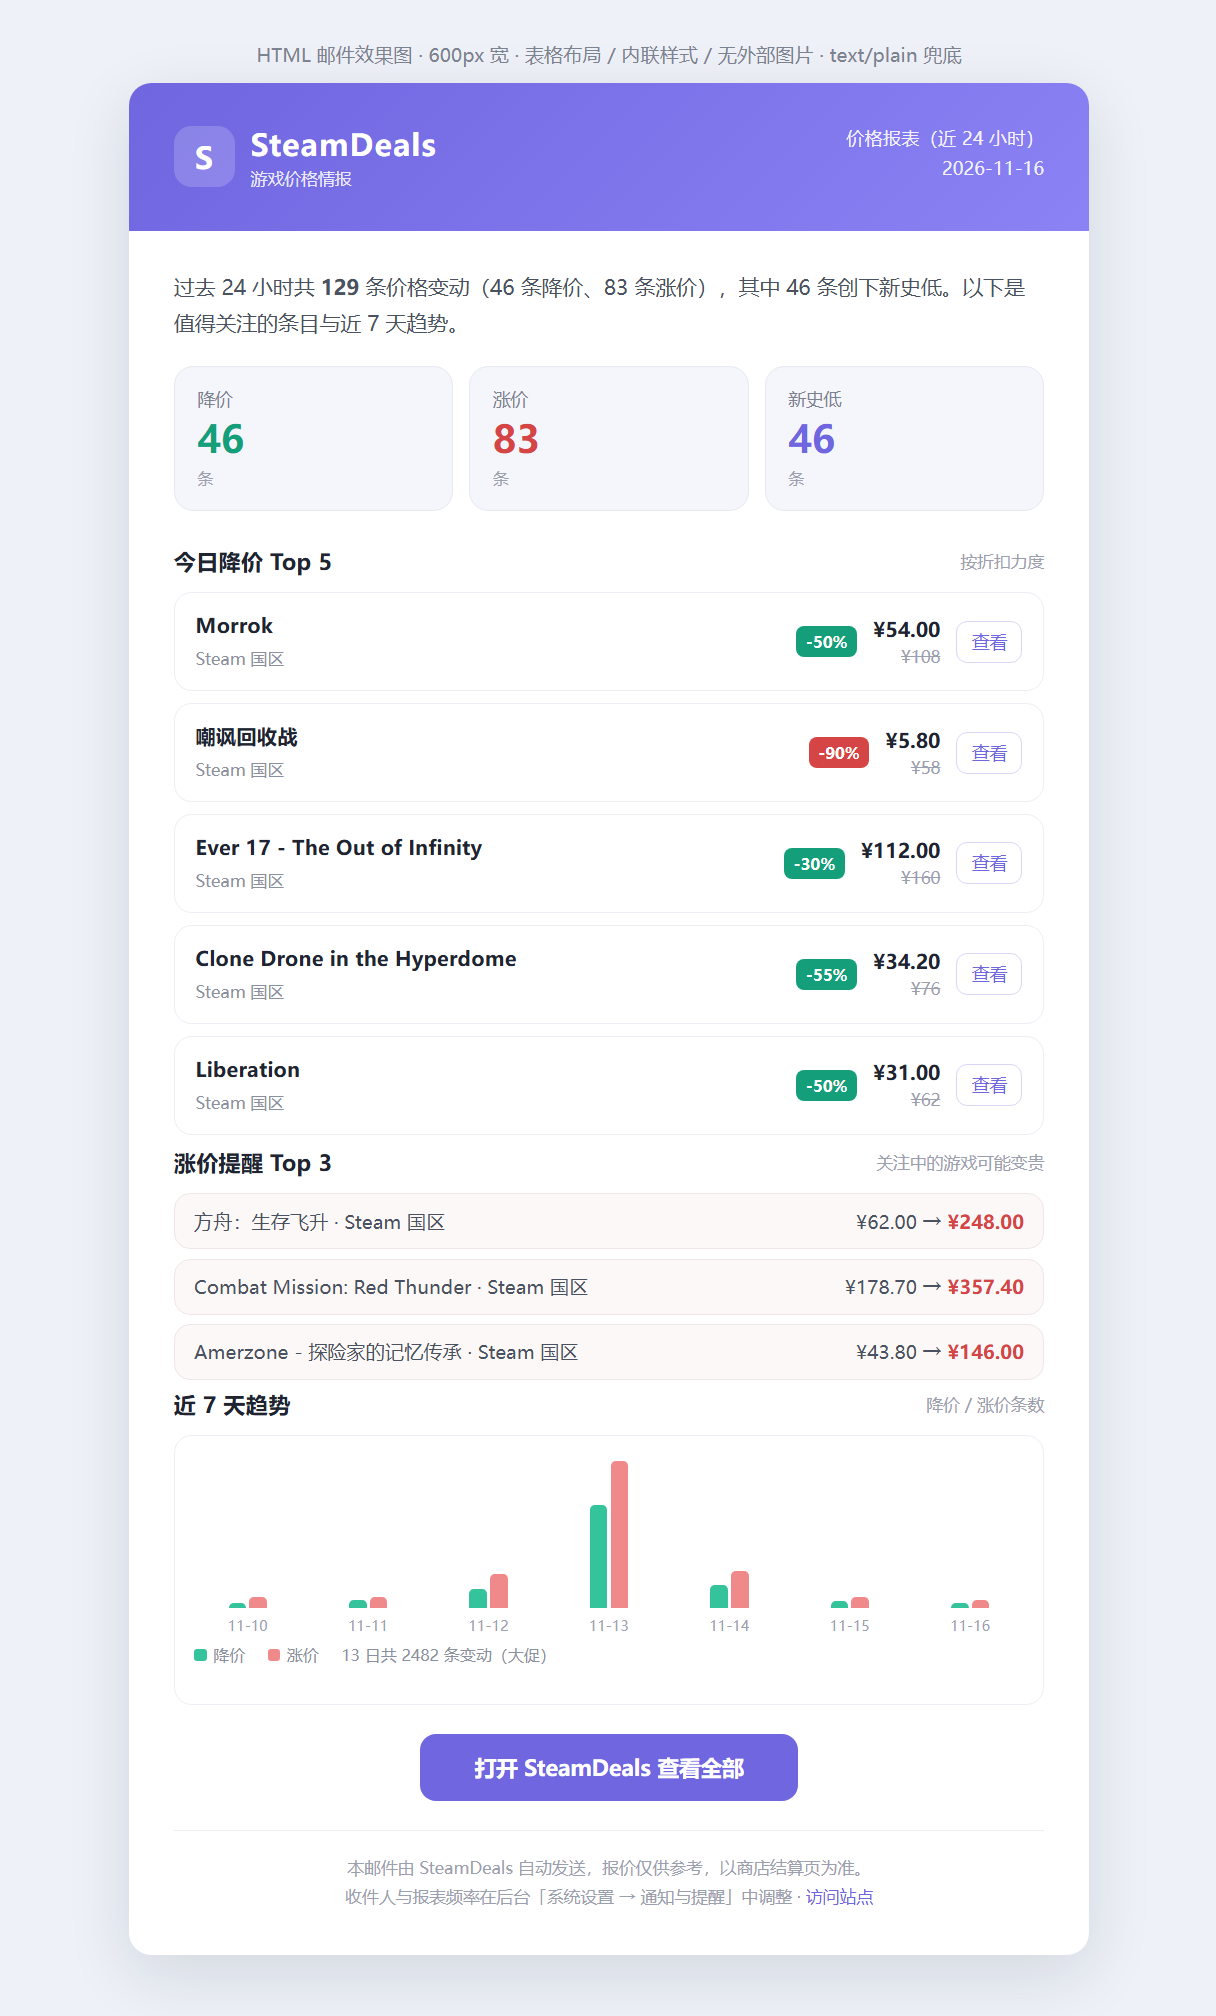 HTML 邮件效果图 · 600px 宽 · 表格布局 / 内联样式 / 无外部图片 · text/plain 兜底
S
SteamDeals
游戏价格情报
价格报表（近 24 小时）
2026-11-16
过去 24 小时共 129 条价格变动（46 条降价、83 条涨价），其中 46 条创下新史低。以下是
值得关注的条目与近 7 天趋势。
降价
46
条
涨价
83
条
新史低
46
条
今日降价 Top 5
按折扣力度
Morrok
Steam 国区
-50%
¥54.00
¥108
查看
嘲讽回收战
Steam 国区
-90%
¥5.80
¥58
查看
Ever 17 - The Out of Infinity
Steam 国区
-30%
¥112.00
¥160
查看
Clone Drone in the Hyperdome
Steam 国区
-55%
¥34.20
¥76
查看
Liberation
Steam 国区
-50%
¥31.00
¥62
查看
涨价提醒 Top 3
关注中的游戏可能变贵
方舟：生存飞升 · Steam 国区
¥62.00 → ¥248.00
Combat Mission: Red Thunder · Steam 国区
¥178.70 → ¥357.40
Amerzone - 探险家的记忆传承 · Steam 国区
¥43.80 → ¥146.00
近 7 天趋势
降价 / 涨价条数
11-10 11-11 11-12 11-13 11-14 11-15 11-16
降价 涨价 13 日共 2482 条变动（大促）
打开 SteamDeals 查看全部
本邮件由 SteamDeals 自动发送，报价仅供参考，以商店结算页为准。
收件人与报表频率在后台「系统设置 → 通知与提醒」中调整 · 访问站点